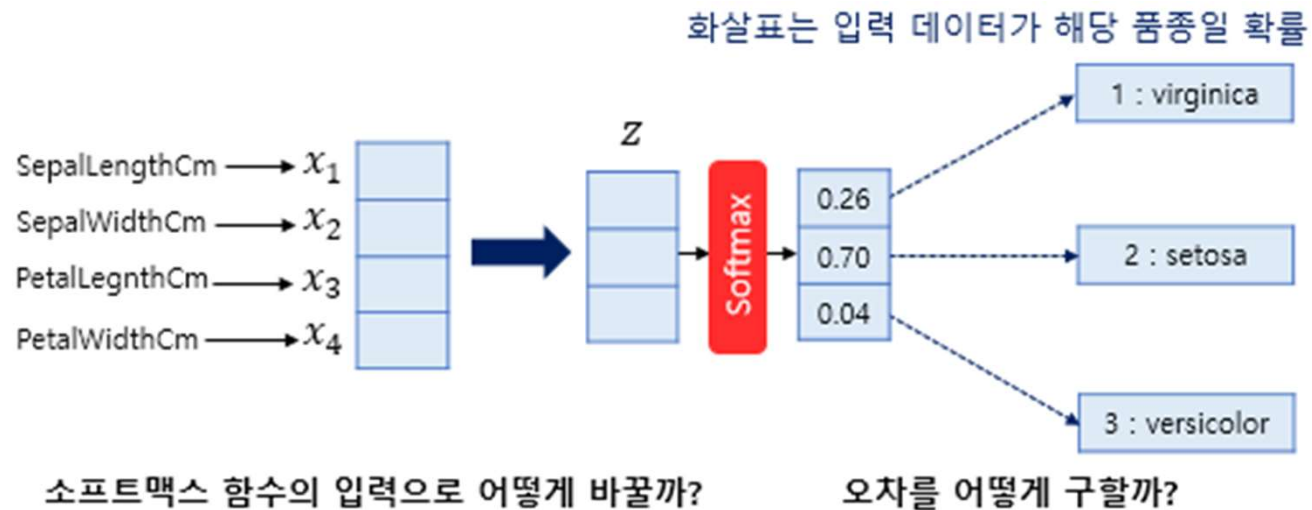 화살표는 입력 데이터가 해당 품종일 확률
SepalLengthCm x₁
SepalWidthCm x₂
PetalLegnthCm x₃
PetalWidthCm x₄
z
Softmax
0.26
0.70
0.04
1 : virginica
2 : setosa
3 : versicolor
소프트맥스 함수의 입력으로 어떻게 바꿀까?
오차를 어떻게 구할까?